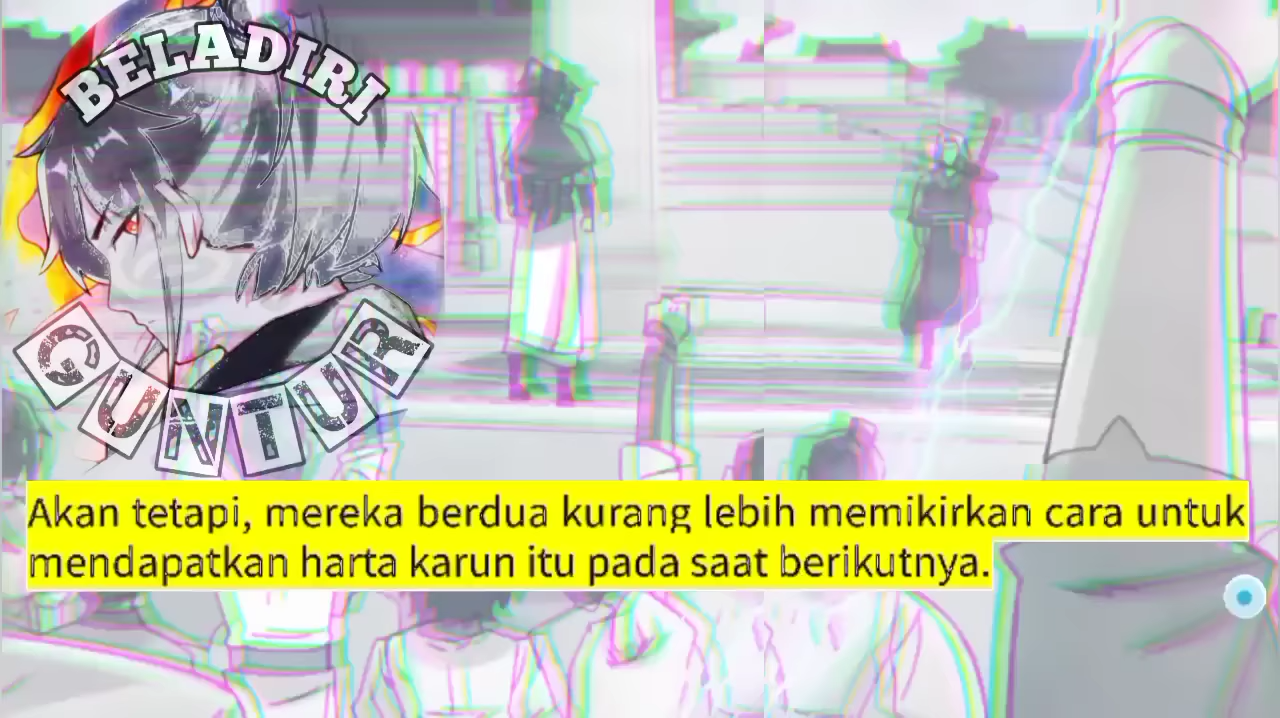 BELADIRI
GUNTUR
Akan tetapi, mereka berdua kurang lebih memikirkan cara untuk
mendapatkan harta karun itu pada saat berikutnya.